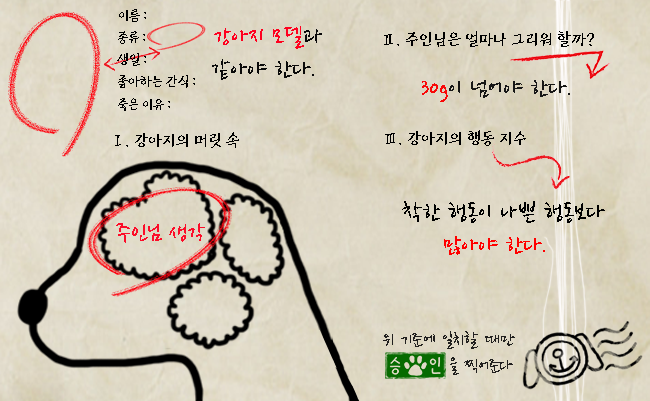 이름 :
종류 :
생일 :
좋아하는 간식 :
죽은 이유 :
강아지 모델과
같아야 한다.
Ⅰ. 강아지의 머릿 속
주인님 생각
Ⅱ. 주인님은 얼마나 그리워 할까?
30g이 넘어야 한다.
Ⅲ. 강아지의 행동 지수
착한 행동이 나쁜 행동보다
많아야 한다.
위 기준에 일치할 때만
승인을 찍어준다